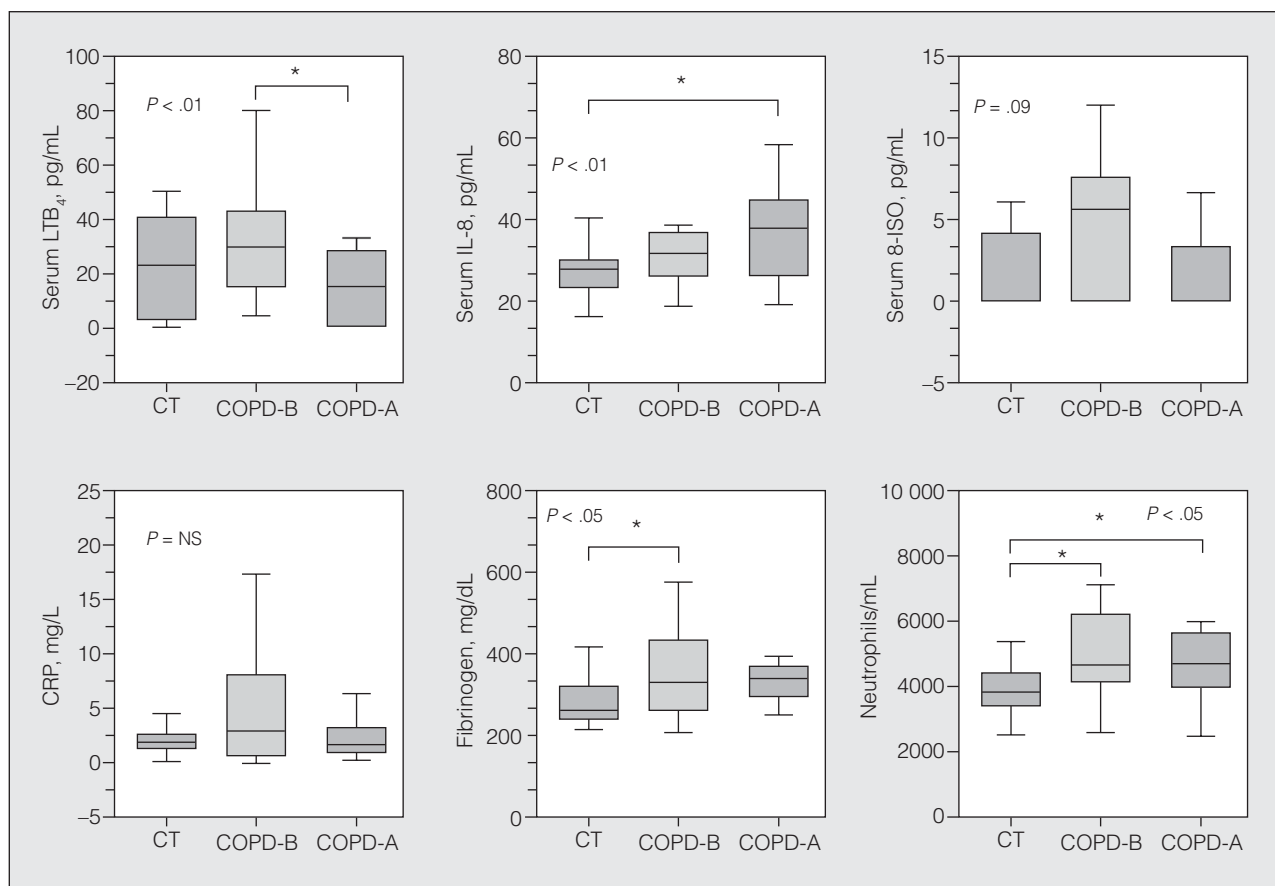 Serum LTB4, pg/mL
100
80
60
40
20
0
–20
P < .01
*
CT COPD-B COPD-A
Serum IL-8, pg/mL
80
60
40
20
0
P < .01
*
CT COPD-B COPD-A
Serum 8-ISO, pg/mL
15
10
5
0
–5
P = .09
CT COPD-B COPD-A
CRP, mg/L
25
20
15
10
5
0
–5
P = NS
CT COPD-B COPD-A
Fibrinogen, mg/dL
800
600
400
200
0
P < .05
*
CT COPD-B COPD-A
Neutrophils/mL
10 000
8000
6000
4000
2000
0
* P < .05
*
CT COPD-B COPD-A